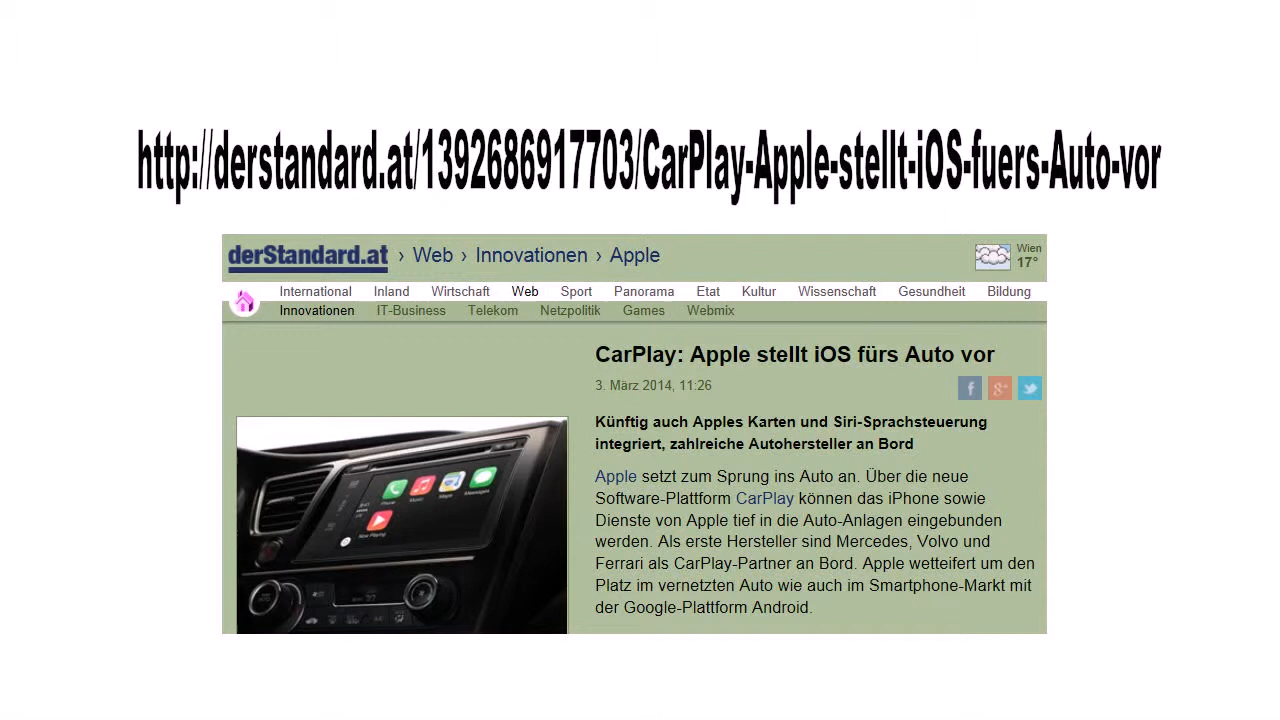 http://derstandard.at/1392686917703/CarPlay-Apple-stellt-iOS-fuers-Auto-vor
derStandard.at › Web › Innovationen › Apple
Wien
17°
International Inland Wirtschaft Web Sport Panorama Etat Kultur Wissenschaft Gesundheit Bildung
Innovationen IT-Business Telekom Netzpolitik Games Webmix
CarPlay: Apple stellt iOS fürs Auto vor
3. März 2014, 11:26
Künftig auch Apples Karten und Siri-Sprachsteuerung
integriert, zahlreiche Autohersteller an Bord
Apple setzt zum Sprung ins Auto an. Über die neue
Software-Plattform CarPlay können das iPhone sowie
Dienste von Apple tief in die Auto-Anlagen eingebunden
werden. Als erste Hersteller sind Mercedes, Volvo und
Ferrari als CarPlay-Partner an Bord. Apple wetteifert um den
Platz im vernetzten Auto wie auch im Smartphone-Markt mit
der Google-Plattform Android.
Phone Music Maps Messages
Now Playing